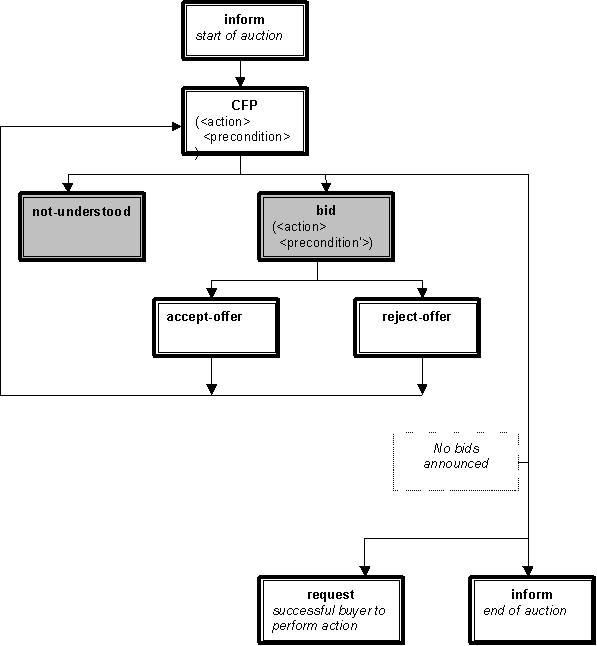 inform
start of auction
CFP
(<action>
<precondition>
)
not-understood
bid
(<action>
<precondition'>)
accept-offer
reject-offer
No bids
announced
request
successful buyer to
perform action
inform
end of auction